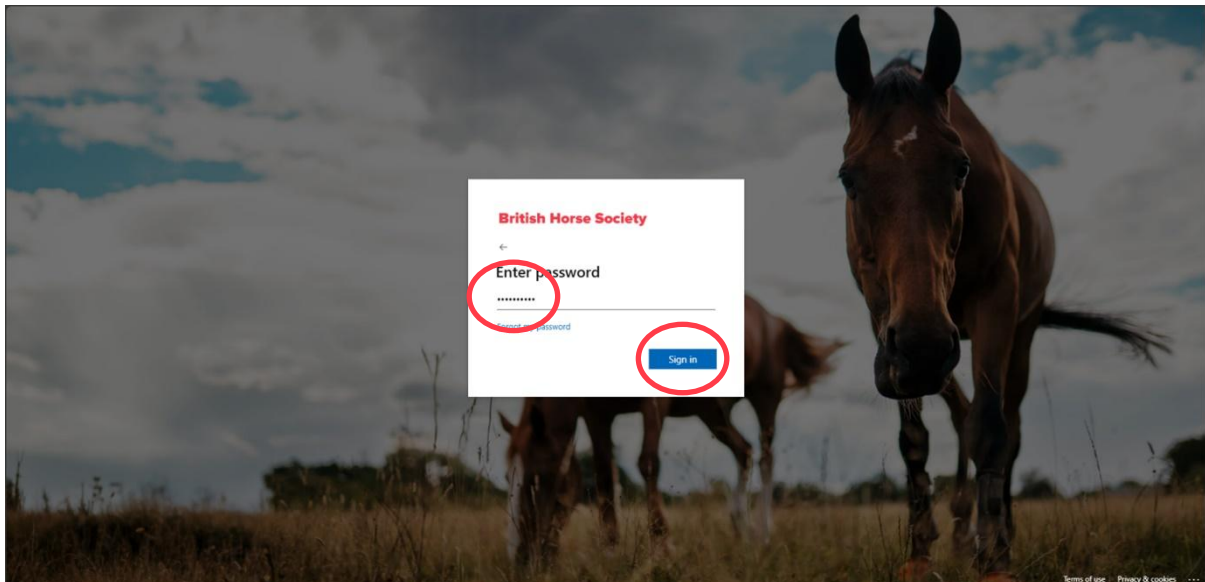 British Horse Society
←
Enter password
••••••••••
Forgot my password
Sign in
Terms of use Privacy & cookies ...